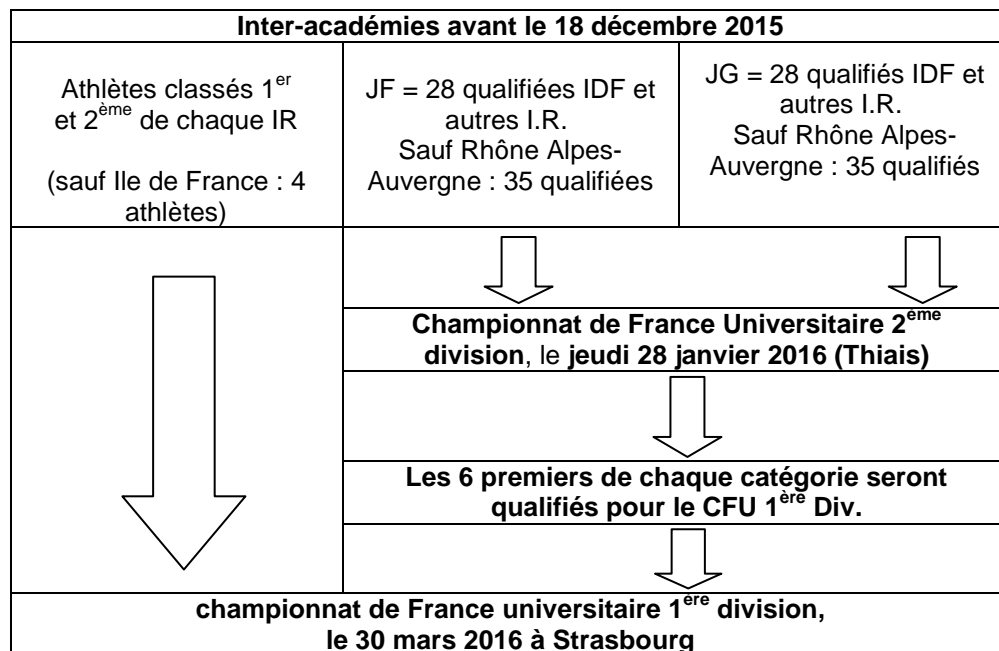 Inter-académies avant le 18 décembre 2015
Athlètes classés 1er
et 2ème de chaque IR
(sauf Ile de France : 4
athlètes)
JF = 28 qualifiées IDF et
autres I.R.
Sauf Rhône Alpes-
Auvergne : 35 qualifiées
JG = 28 qualifiés IDF et
autres I.R.
Sauf Rhône Alpes-
Auvergne : 35 qualifiés
Championnat de France Universitaire 2ème
division, le jeudi 28 janvier 2016 (Thiais)
Les 6 premiers de chaque catégorie seront
qualifiés pour le CFU 1ère Div.
championnat de France universitaire 1ère division,
le 30 mars 2016 à Strasbourg